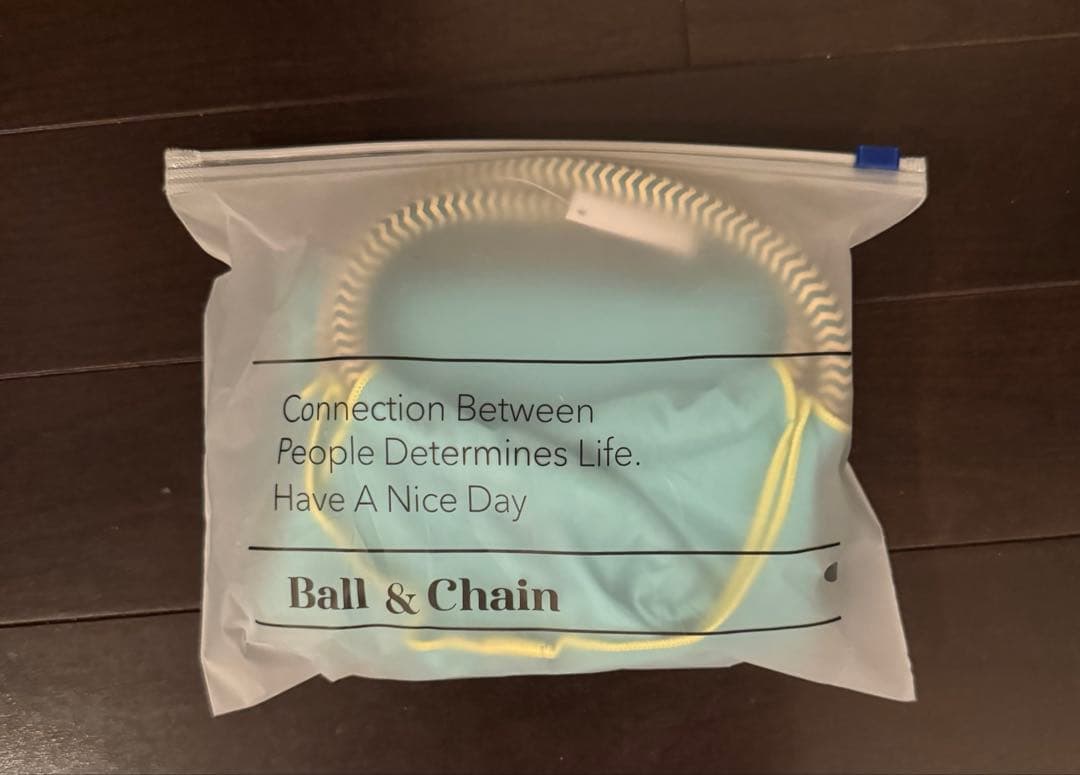 Connection Between
People Determines Life.
Have A Nice Day
Ball & Chain